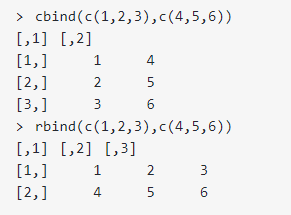 > cbind(c(1,2,3),c(4,5,6))
[,1] [,2]
[1,]    1    4
[2,]    2    5
[3,]    3    6
> rbind(c(1,2,3),c(4,5,6))
[,1] [,2] [,3]
[1,]    1    2    3
[2,]    4    5    6